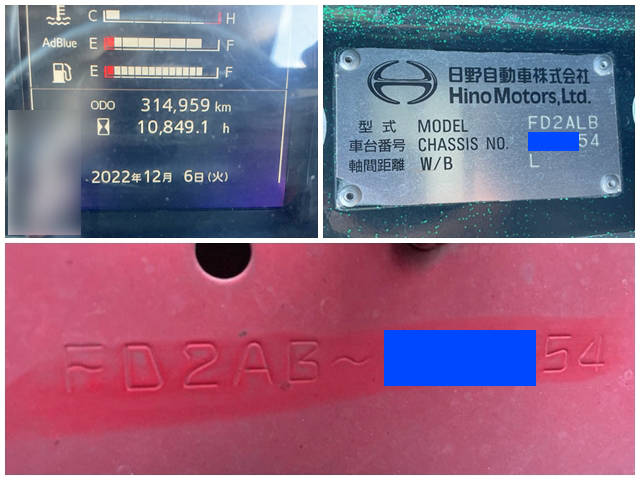 C H
AdBlue E F
E F
ODO 314,959 km
10,849.1 h
2022年12月 6日(火)
日野自動車株式会社
Hino Motors, Ltd.
型式 MODEL FD2ALB
車台番号 CHASSIS NO. 54
軸間距離 W/B L
FD2AB~ 54